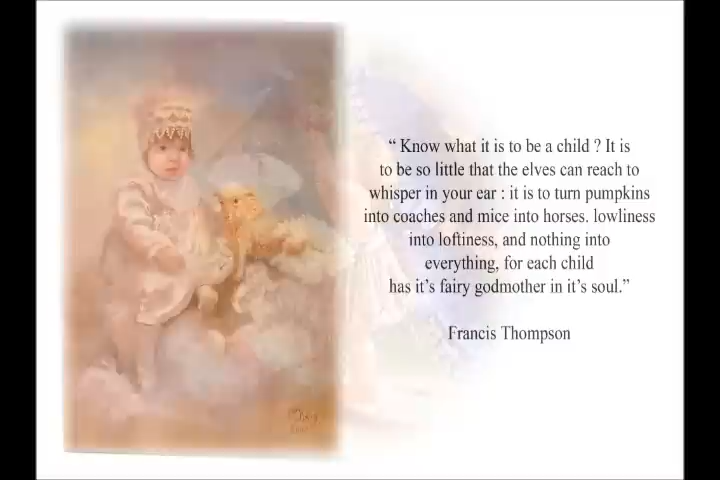 “ Know what it is to be a child ? It is
to be so little that the elves can reach to
whisper in your ear : it is to turn pumpkins
into coaches and mice into horses. lowliness
into loftiness, and nothing into
everything, for each child
has it’s fairy godmother in it’s soul.”
Francis Thompson